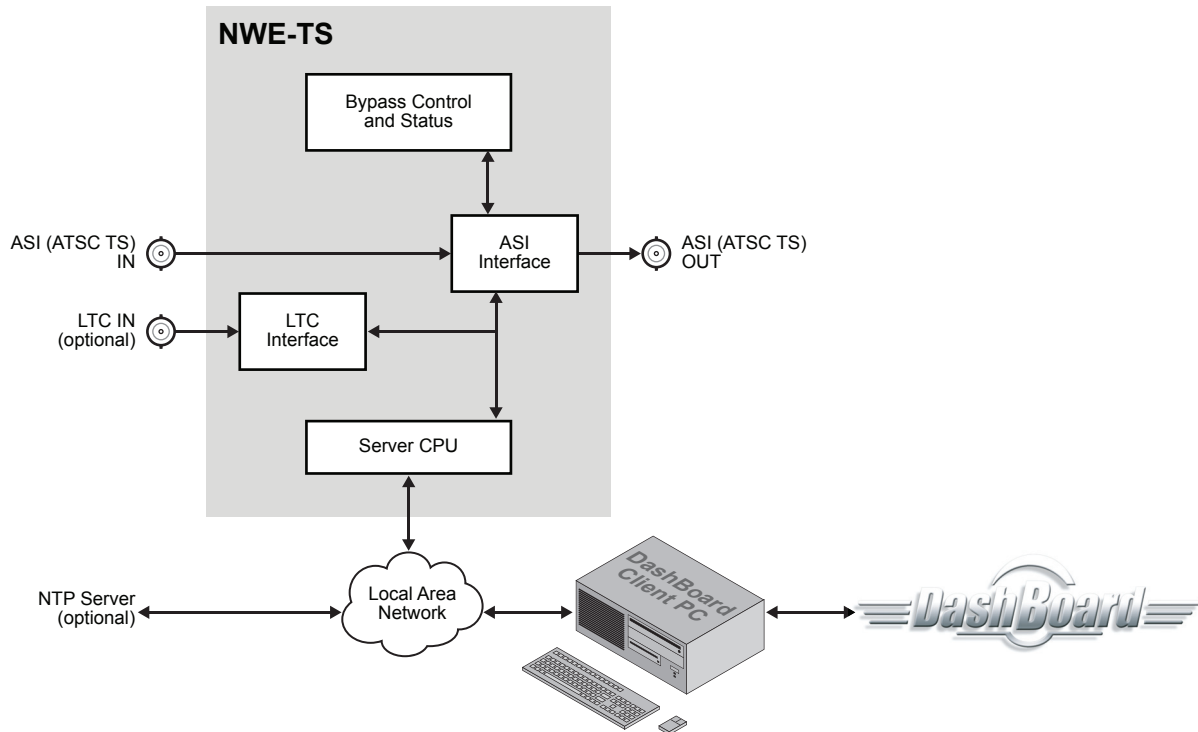 NWE-TS
Bypass Control
and Status
ASI (ATSC TS)
IN
ASI
Interface
ASI (ATSC TS)
OUT
LTC IN
(optional)
LTC
Interface
Server CPU
NTP Server
(optional)
Local Area
Network
DashBoard
Client PC
DashBoard